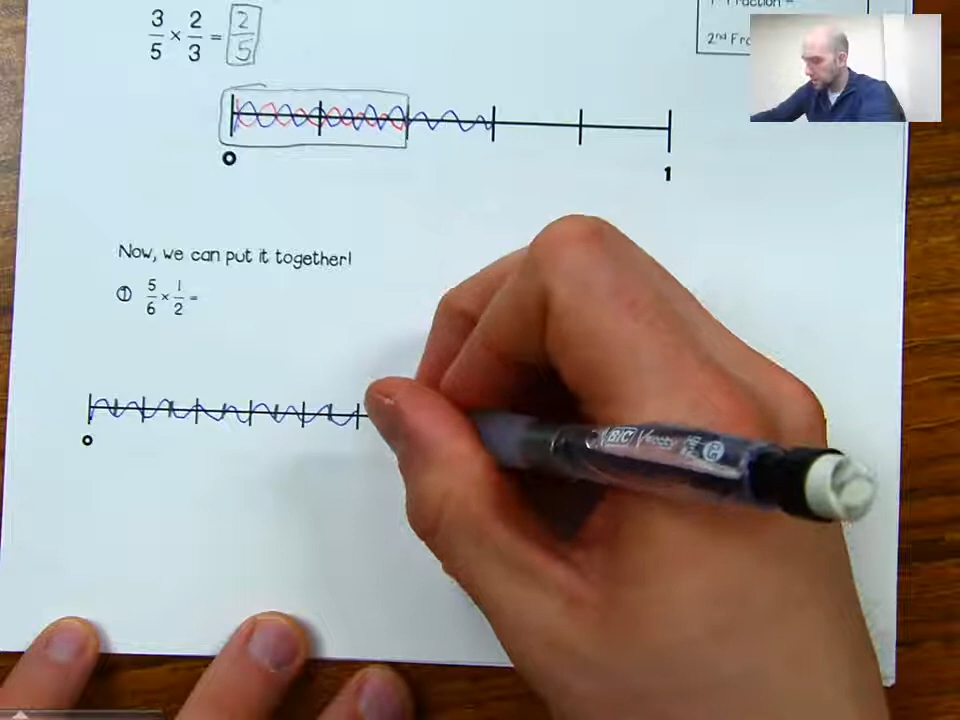 3/5 × 2/3 = 2/5
2nd
0
1
Now, we can put it together!
① 5/6 × 1/2 =
0
BIC Velocity